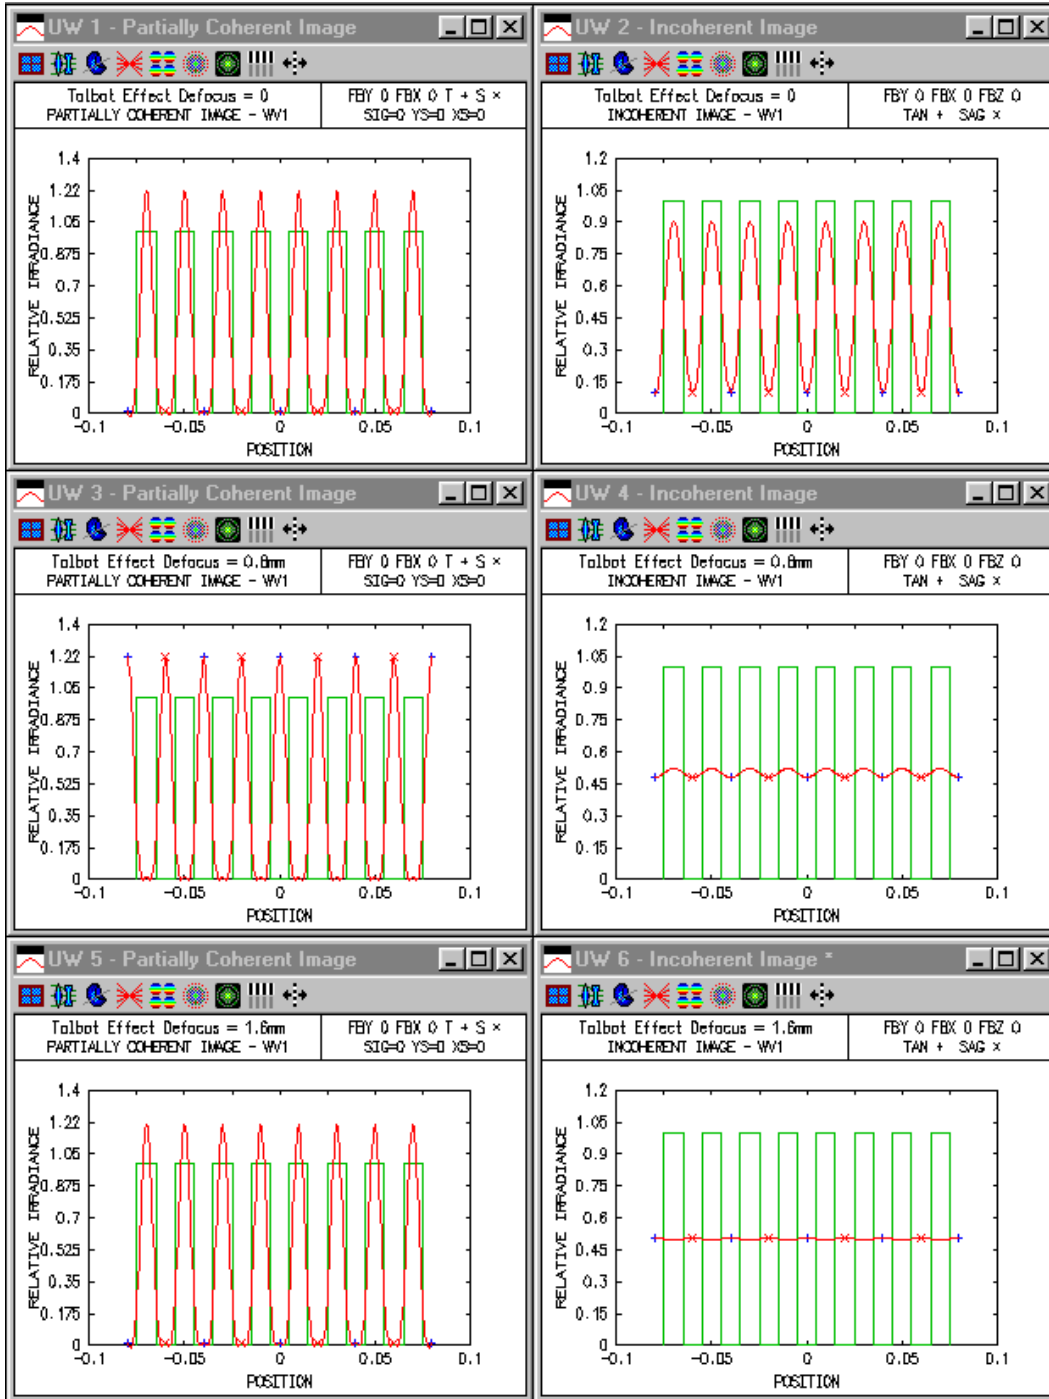 UW 1 - Partially Coherent Image
Talbot Effect Defocus = 0
PARTIALLY COHERENT IMAGE - WV1
FBY 0 FBX 0 T + S ×
SIG=0 YS=0 XS=0
1.4
1.22
1.05
0.875
0.7
0.525
0.35
0.175
0
RELATIVE IRRADIANCE
-0.1
-0.05
0
0.05
0.1
POSITION
UW 2 - Incoherent Image
Talbot Effect Defocus = 0
INCOHERENT IMAGE - WV1
FBY 0 FBX 0 FBZ 0
TAN + SAG ×
1.2
1.05
0.9
0.75
0.6
0.45
0.3
0.15
0
RELATIVE IRRADIANCE
-0.1
-0.05
0
0.05
0.1
POSITION
UW 3 - Partially Coherent Image
Talbot Effect Defocus = 0.8mm
PARTIALLY COHERENT IMAGE - WV1
FBY 0 FBX 0 T + S ×
SIG=0 YS=0 XS=0
1.4
1.22
1.05
0.875
0.7
0.525
0.35
0.175
0
RELATIVE IRRADIANCE
-0.1
-0.05
0
0.05
0.1
POSITION
UW 4 - Incoherent Image
Talbot Effect Defocus = 0.8mm
INCOHERENT IMAGE - WV1
FBY 0 FBX 0 FBZ 0
TAN + SAG ×
1.2
1.05
0.9
0.75
0.6
0.45
0.3
0.15
0
RELATIVE IRRADIANCE
-0.1
-0.05
0
0.05
0.1
POSITION
UW 5 - Partially Coherent Image
Talbot Effect Defocus = 1.6mm
PARTIALLY COHERENT IMAGE - WV1
FBY 0 FBX 0 T + S ×
SIG=0 YS=0 XS=0
1.4
1.22
1.05
0.875
0.7
0.525
0.35
0.175
0
RELATIVE IRRADIANCE
-0.1
-0.05
0
0.05
0.1
POSITION
UW 6 - Incoherent Image *
Talbot Effect Defocus = 1.6mm
INCOHERENT IMAGE - WV1
FBY 0 FBX 0 FBZ 0
TAN + SAG ×
1.2
1.05
0.9
0.75
0.6
0.45
0.3
0.15
0
RELATIVE IRRADIANCE
-0.1
-0.05
0
0.05
0.1
POSITION